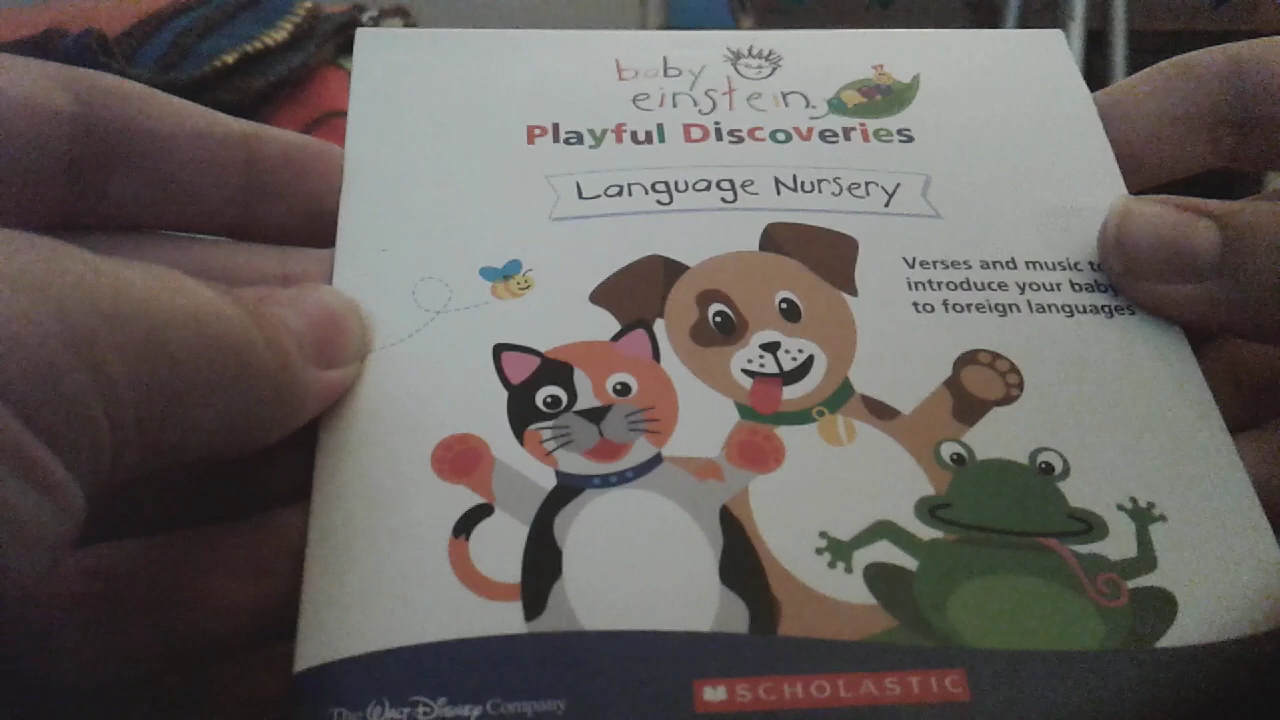 baby
einstein
Playful Discoveries
Language Nursery
Verses and music to
introduce your baby
to foreign languages
The Walt Disney Company
SCHOLASTIC